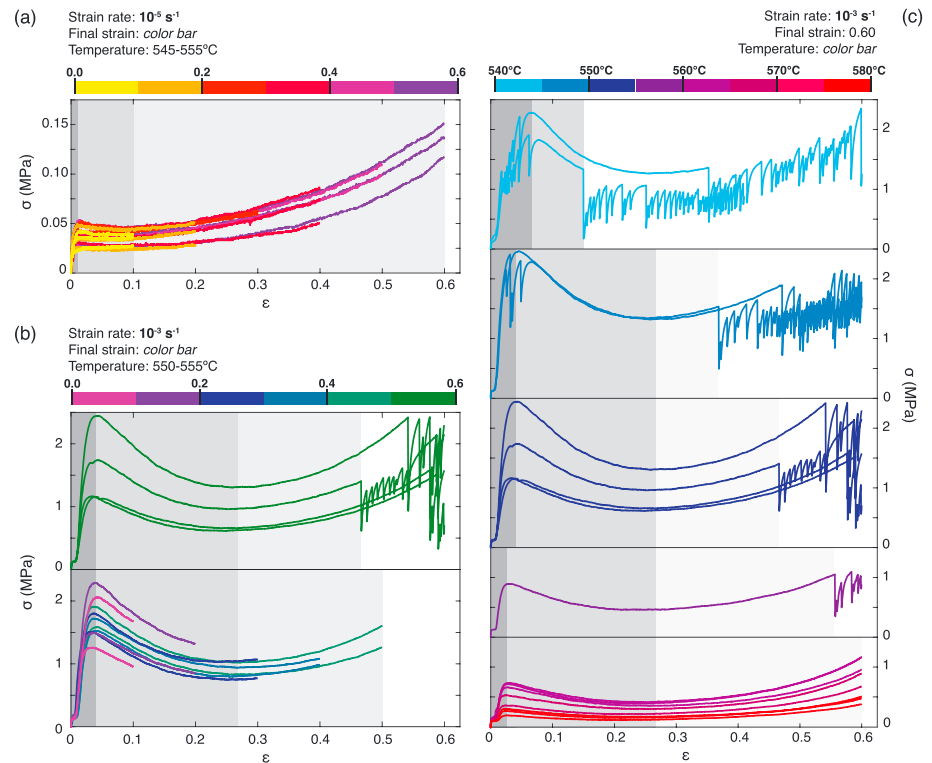 (a)
Strain rate: 10⁻⁵ s⁻¹
Final strain: color bar
Temperature: 545-555ºC
0.0 0.2 0.4 0.6
0.15
0.10
0.05
0
σ (MPa)
0 0.1 0.2 0.3 0.4 0.5 0.6
ε
(b)
Strain rate: 10⁻³ s⁻¹
Final strain: color bar
Temperature: 550-555ºC
0.0 0.2 0.4 0.6
2
1
0
2
1
0
σ (MPa)
0 0.1 0.2 0.3 0.4 0.5 0.6
ε
(c)
Strain rate: 10⁻³ s⁻¹
Final strain: 0.60
Temperature: color bar
540°C 550°C 560°C 570°C 580°C
2
1
0
2
1
0
2
1
0
1
0
1
0
σ (MPa)
0 0.1 0.2 0.3 0.4 0.5 0.6
ε